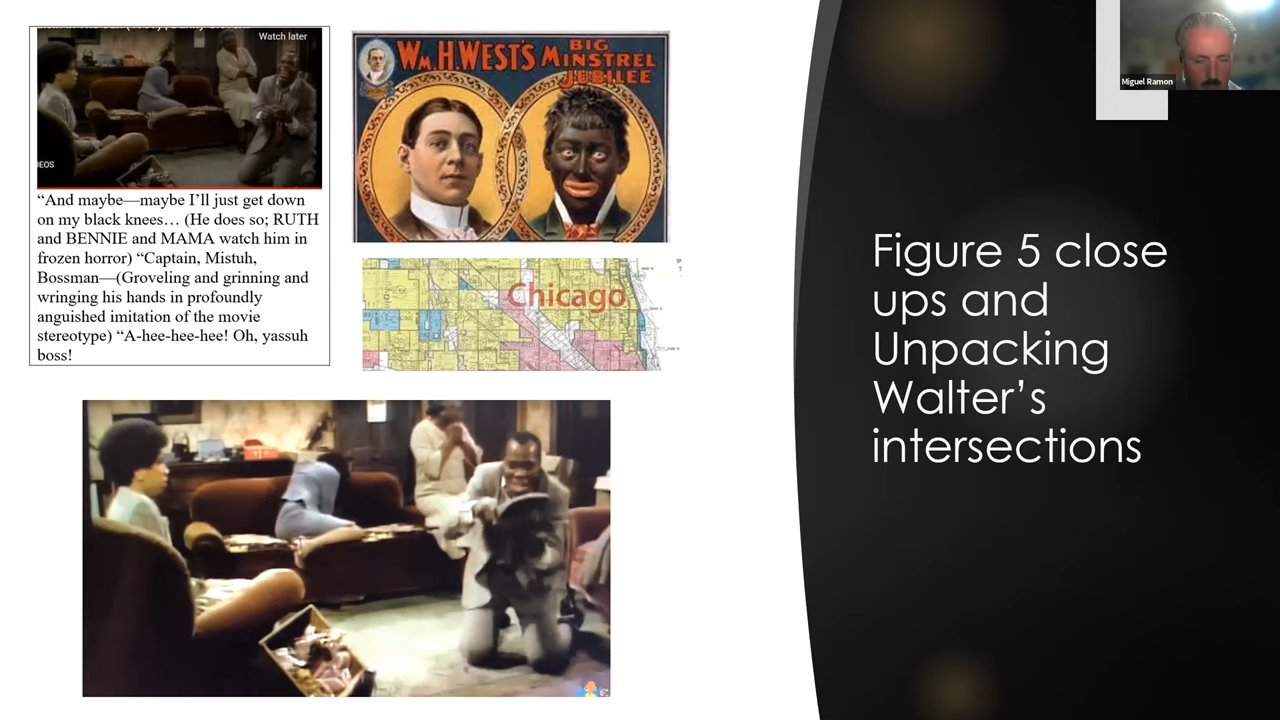 Watch later
DEOS
“And maybe—maybe I’ll just get down
on my black knees… (He does so; RUTH
and BENNIE and MAMA watch him in
frozen horror) “Captain, Mistuh,
Bossman—(Groveling and grinning and
wringing his hands in profoundly
anguished imitation of the movie
stereotype) “A-hee-hee-hee! Oh, yassuh
boss!
WM. H. WEST'S BIG
MINSTREL
JUBILEE
Chicago
Figure 5 close
ups and
Unpacking
Walter’s
intersections
Miguel Ramon